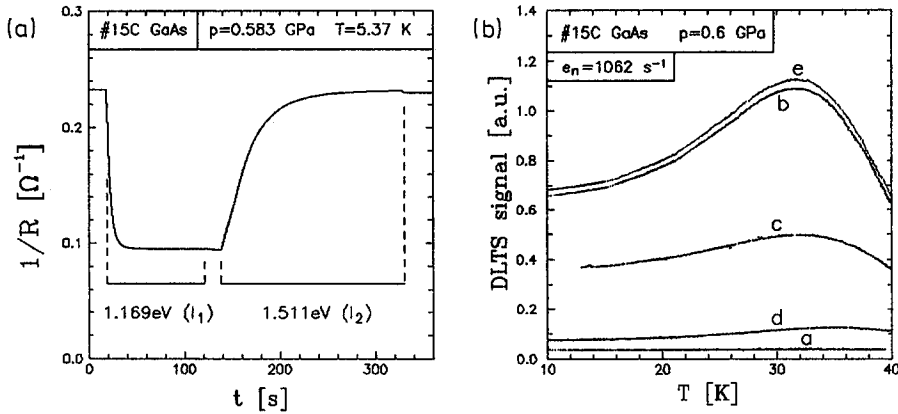 (a)
#15C GaAs p=0.583 GPa T=5.37 K
1/R [Ω⁻¹]
0.3
0.2
0.1
0.0
1.169eV (I₁) 1.511eV (I₂)
0 100 200 300
t [s]
(b)
#15C GaAs p=0.6 GPa
eₙ=1062 s⁻¹
DLTS signal [a.u.]
1.4
1.2
1.0
0.8
0.6
0.4
0.2
0.0
e
b
c
d
a
10 20 30 40
T [K]